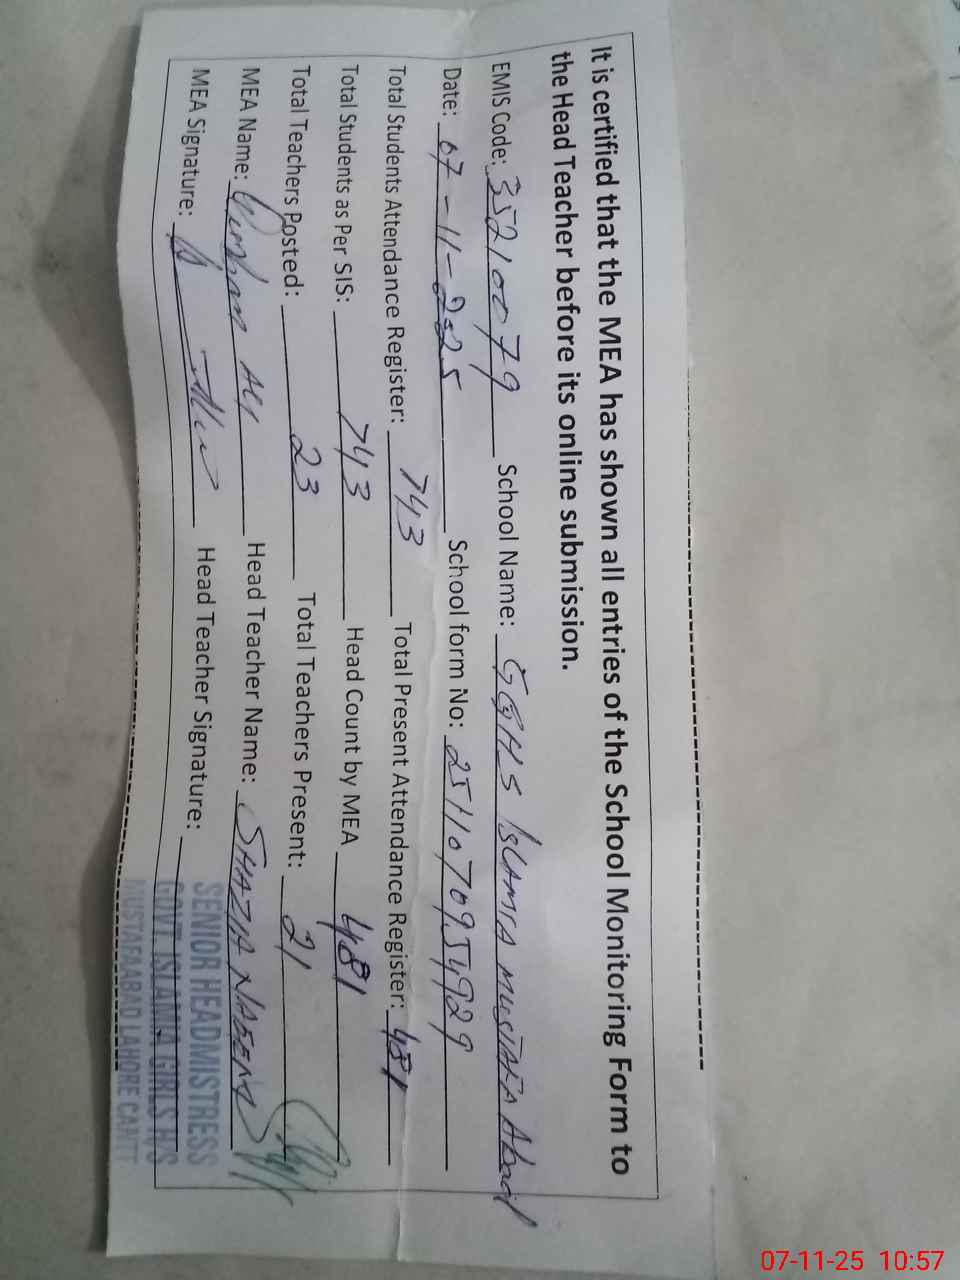 It is certified that the MEA has shown all entries of the School Monitoring Form to
the Head Teacher before its online submission.
EMIS Code: 35210079 School Name: GGHS ISLAMIA MUSTAFA Abad
Date: 07-11-2025 School form No: 25110709354929
Total Students Attendance Register: 743 Total Present Attendance Register: 481
Total Students as Per SIS: 743 Head Count by MEA 481
Total Teachers Posted: 23 Total Teachers Present: 21
MEA Name: Ali Head Teacher Name: SHAZIA NAEEM
MEA Signature: Head Teacher Signature:
SENIOR HEADMISTRESS
GOVT. ISLAMIA GIRLS H/S
MUSTAFAABAD LAHORE CANTT
07-11-25 10:57